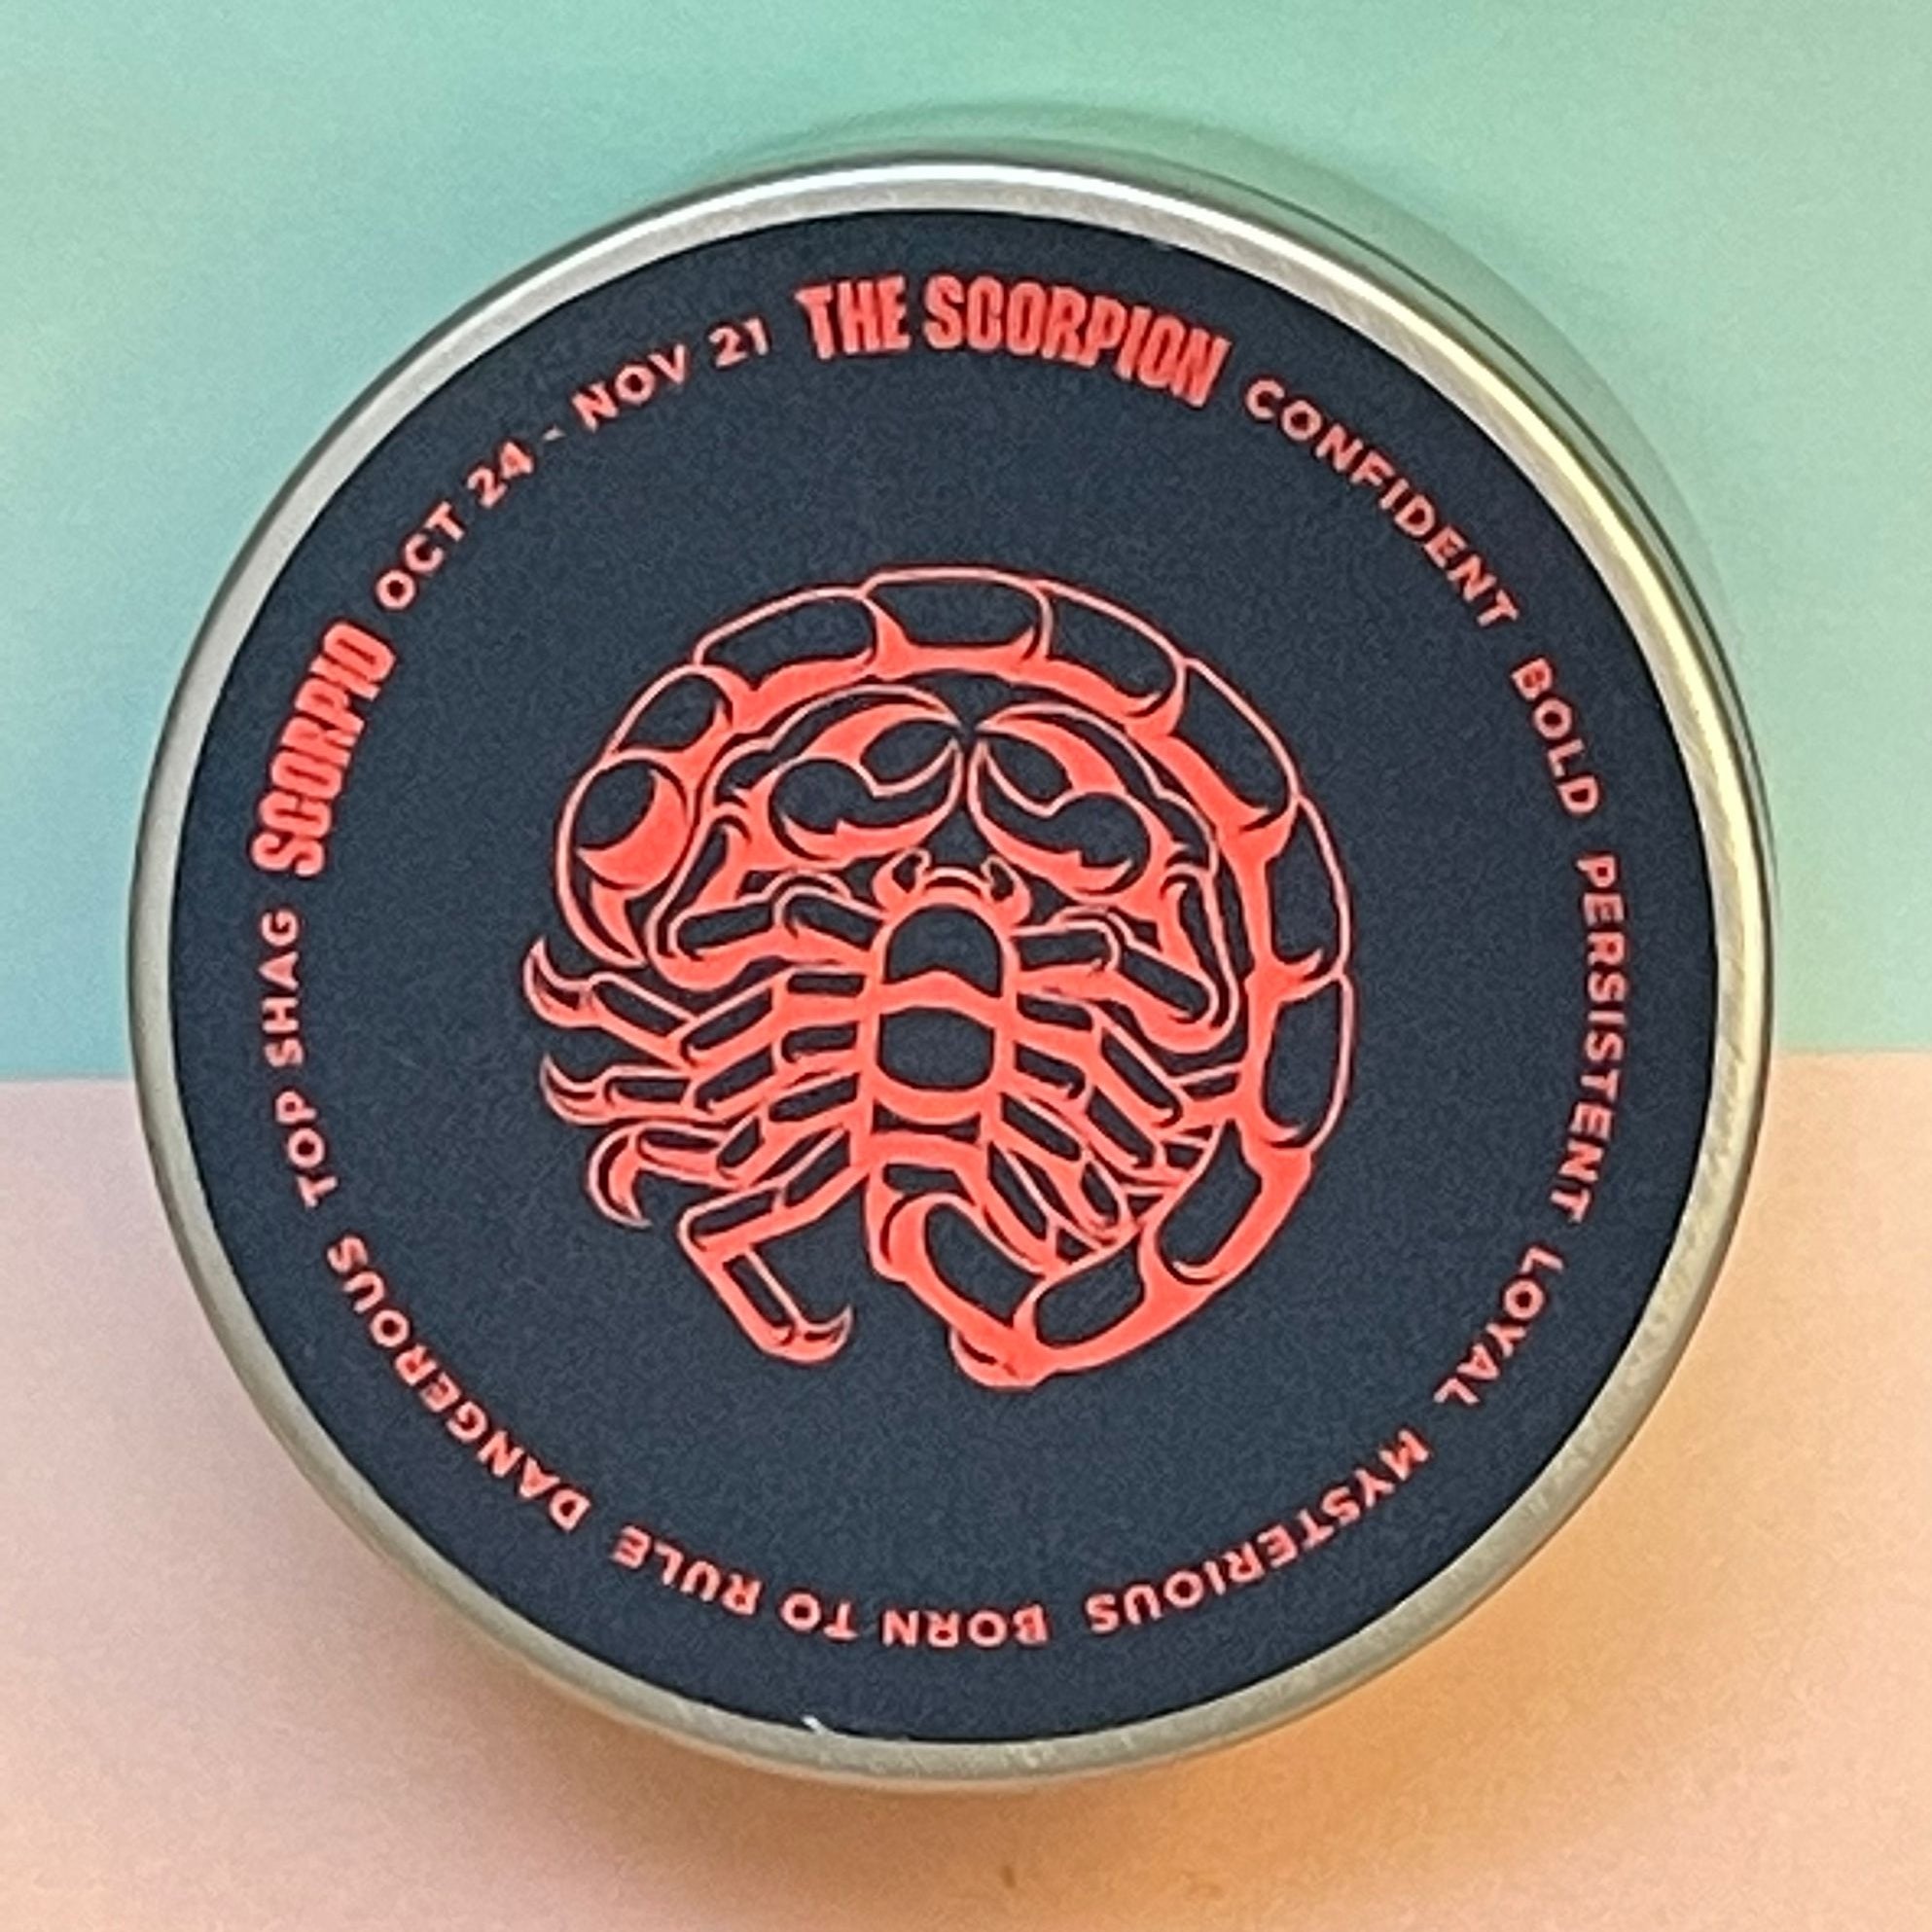 SCORPIO OCT 24 - NOV 21 THE SCORPION CONFIDENT BOLD PERSISTENT LOYAL MYSTERIOUS BORN TO RULE DANGEROUS TOP SHAG